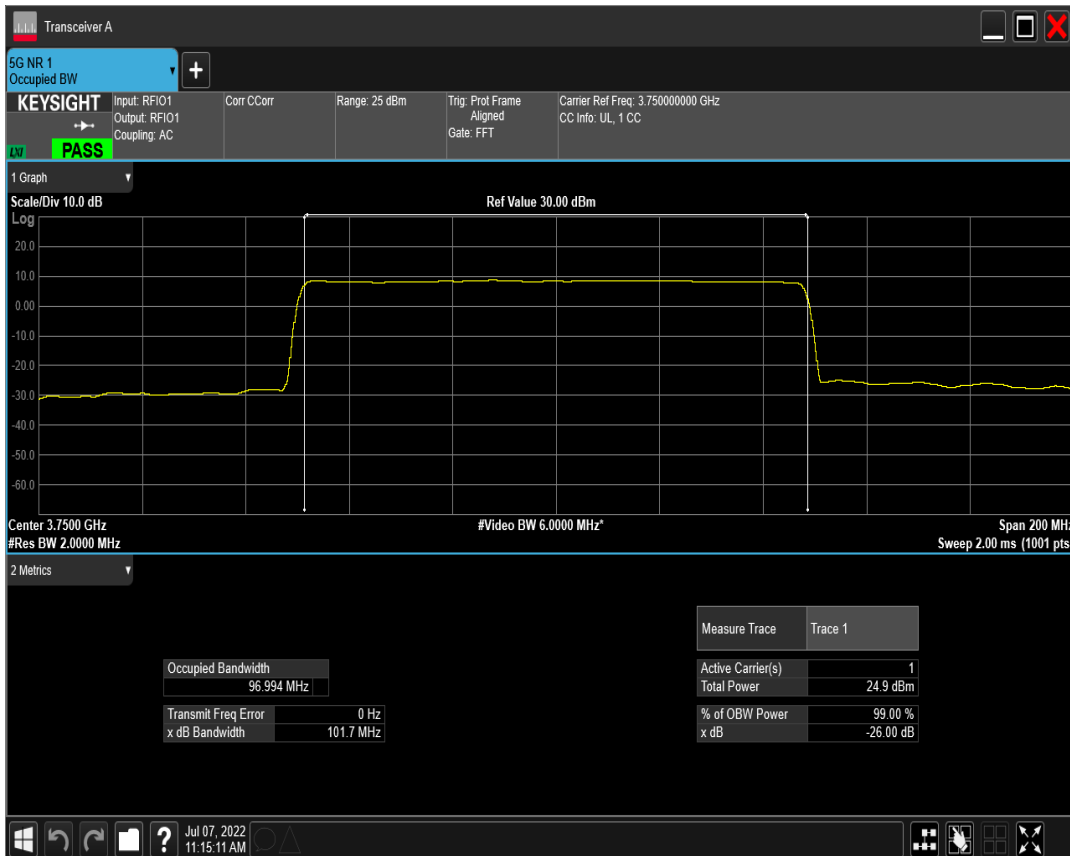 Transceiver A
5G NR 1
Occupied BW
+
KEYSIGHT
LXI
PASS
Input: RFIO1
Output: RFIO1
Coupling: AC
Corr CCorr
Range: 25 dBm
Trig: Prot Frame
Aligned
Gate: FFT
Carrier Ref Freq: 3.750000000 GHz
CC Info: UL, 1 CC
1 Graph
Scale/Div 10.0 dB
Ref Value 30.00 dBm
Log
20.0
10.0
0.00
-10.0
-20.0
-30.0
-40.0
-50.0
-60.0
Center 3.7500 GHz
#Video BW 6.0000 MHz*
Span 200 MHz
#Res BW 2.0000 MHz
Sweep 2.00 ms (1001 pts
2 Metrics
Measure Trace Trace 1
Occupied Bandwidth
96.994 MHz
Active Carrier(s) 1
Total Power 24.9 dBm
Transmit Freq Error 0 Hz
x dB Bandwidth 101.7 MHz
% of OBW Power 99.00 %
x dB -26.00 dB
?
Jul 07, 2022
11:15:11 AM